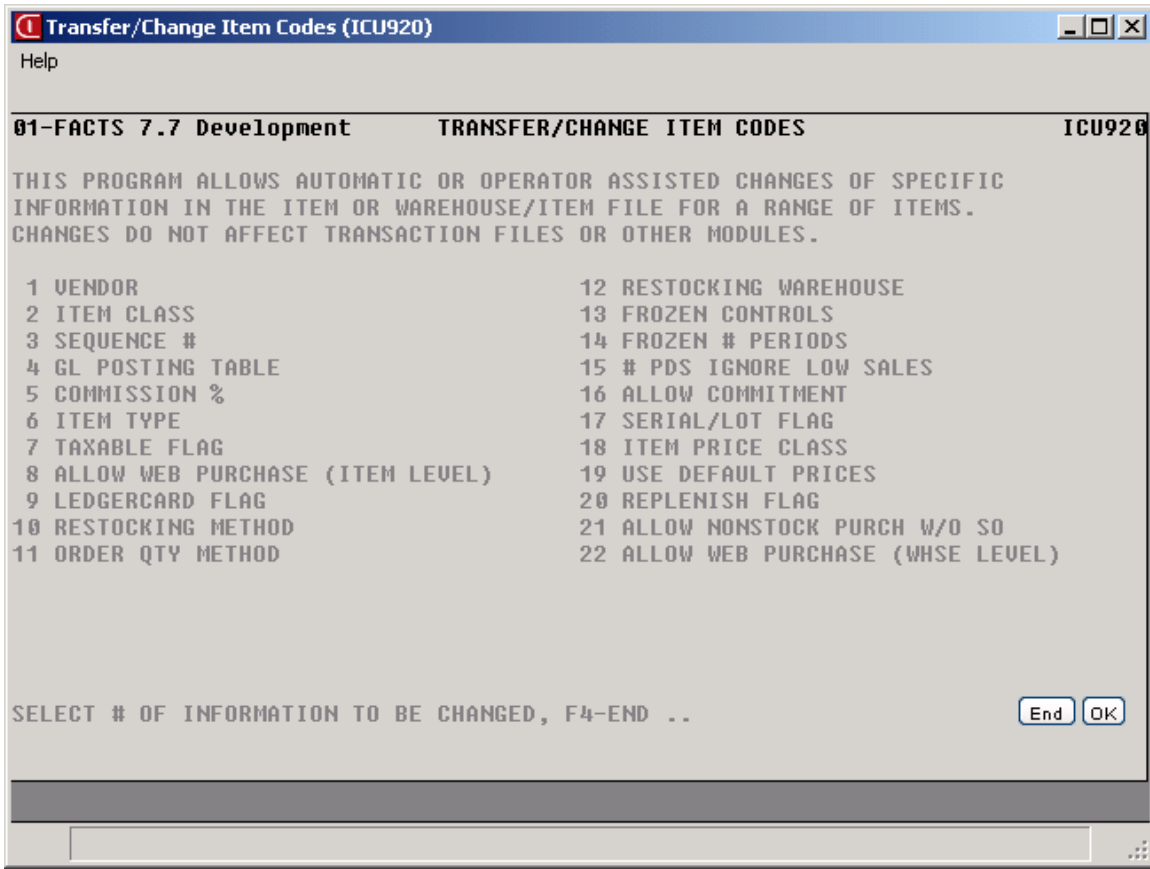 Transfer/Change Item Codes (ICU920)
Help
01-FACTS 7.7 Development TRANSFER/CHANGE ITEM CODES ICU920
THIS PROGRAM ALLOWS AUTOMATIC OR OPERATOR ASSISTED CHANGES OF SPECIFIC
INFORMATION IN THE ITEM OR WAREHOUSE/ITEM FILE FOR A RANGE OF ITEMS.
CHANGES DO NOT AFFECT TRANSACTION FILES OR OTHER MODULES.
1 VENDOR 12 RESTOCKING WAREHOUSE
2 ITEM CLASS 13 FROZEN CONTROLS
3 SEQUENCE # 14 FROZEN # PERIODS
4 GL POSTING TABLE 15 # PDS IGNORE LOW SALES
5 COMMISSION % 16 ALLOW COMMITMENT
6 ITEM TYPE 17 SERIAL/LOT FLAG
7 TAXABLE FLAG 18 ITEM PRICE CLASS
8 ALLOW WEB PURCHASE (ITEM LEVEL) 19 USE DEFAULT PRICES
9 LEDGERCARD FLAG 20 REPLENISH FLAG
10 RESTOCKING METHOD 21 ALLOW NONSTOCK PURCH W/O SO
11 ORDER QTY METHOD 22 ALLOW WEB PURCHASE (WHSE LEVEL)
SELECT # OF INFORMATION TO BE CHANGED, F4-END .. End OK